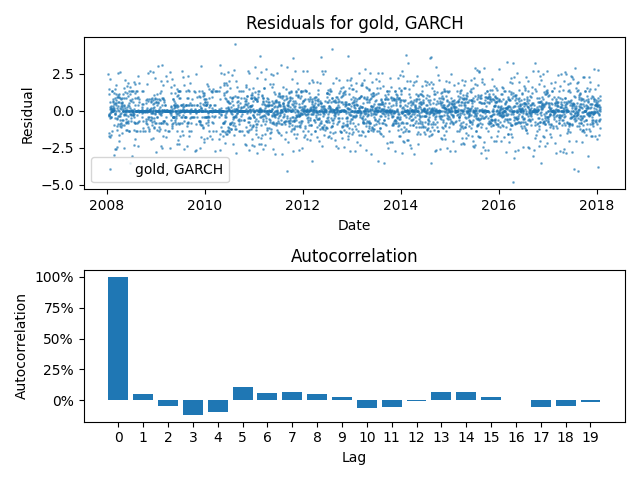 Residuals for gold, GARCH
Residual
2.5
0.0
−2.5
−5.0
gold, GARCH
2008 2010 2012 2014 2016 2018
Date
Autocorrelation
Autocorrelation
100%
75%
50%
25%
0%
0 1 2 3 4 5 6 7 8 9 10 11 12 13 14 15 16 17 18 19
Lag